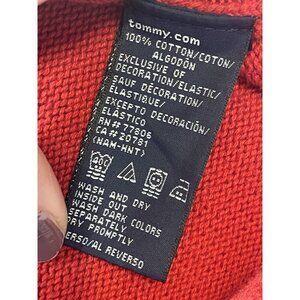 tommy.com
100% COTTON/COTON/
ALGODÓN
EXCLUSIVE OF
DECORATION/ELASTIC/
SAUF DÉCORATION/
ÉLASTIQUE/
EXCEPTO DECORACIÓN/
ELÁSTICO
RN# 77806
CA# 20781
(NAM-HNT)
40C
WASH AND DRY
INSIDE OUT
WASH DARK COLORS
SEPARATELY
DRY PROMPTLY
/AL REVERSO